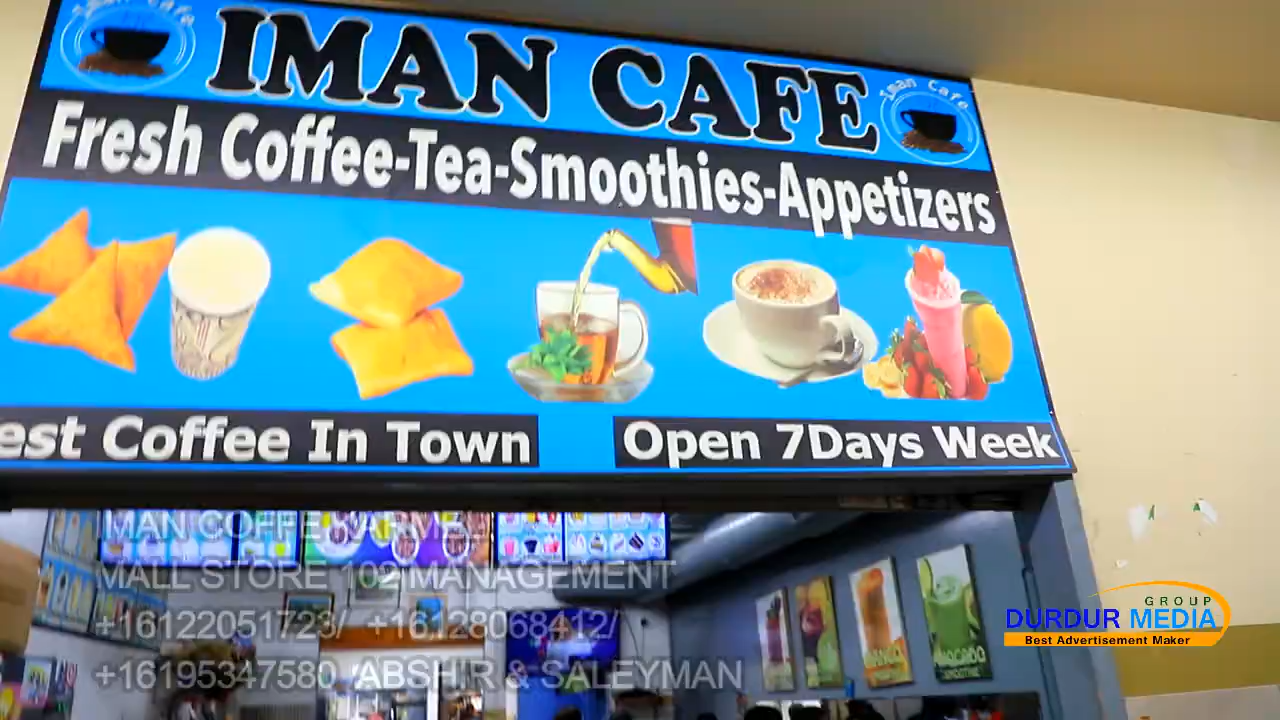 Iman Cafe
IMAN CAFE
Iman Cafe
Fresh Coffee-Tea-Smoothies-Appetizers
est Coffee In Town
Open 7Days Week
MALL STORE 102 MANAGEMENT
+16122051723/ +16128068412/
+16195347580 ABSHIR & SALEYMAN
GROUP
DURDUR MEDIA
Best Advertisement Maker
AVOCADO
SMOOTHIE